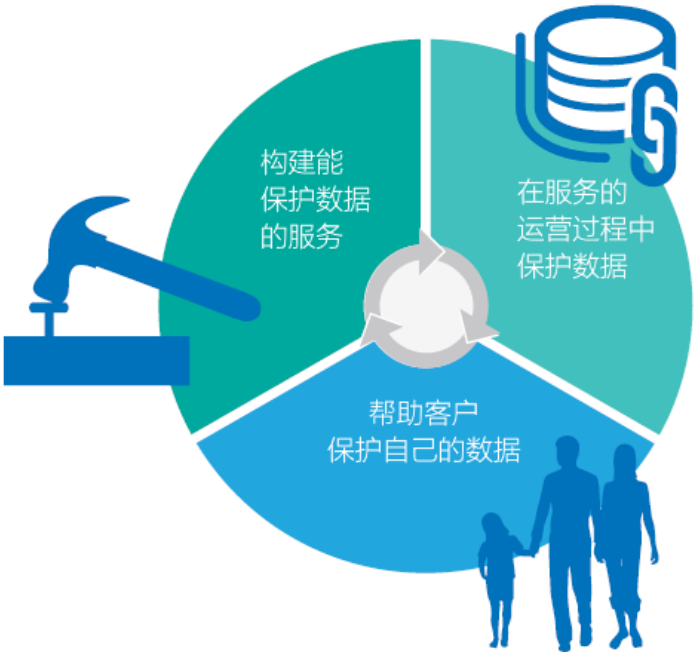 构建能
保护数据
的服务
在服务的
运营过程中
保护数据
帮助客户
保护自己的数据